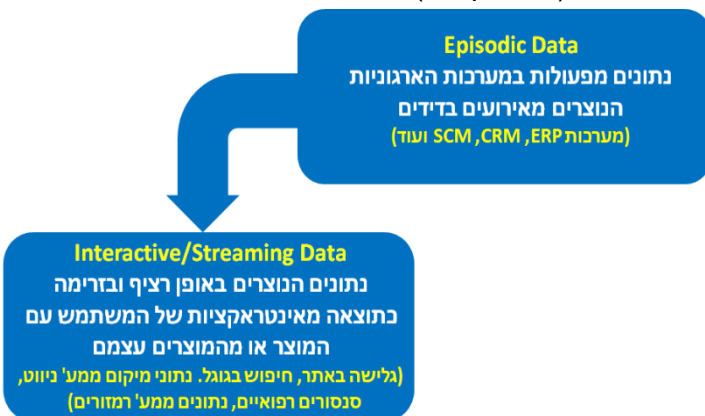 Episodic Data
נתונים מפעולות במערכות הארגוניות
הנוצרים מאירועים בדידים
(מערכות ERP, CRM, SCM ועוד)
Interactive/Streaming Data
נתונים הנוצרים באופן רציף ובזרימה
כתוצאה מאינטראקציות של המשתמש עם
המוצר או מהמוצרים עצמם
(גלישה באתר, חיפוש בגוגל. נתוני מיקום ממע' ניווט,
סנסורים רפואיים, נתונים ממע' רמזורים)